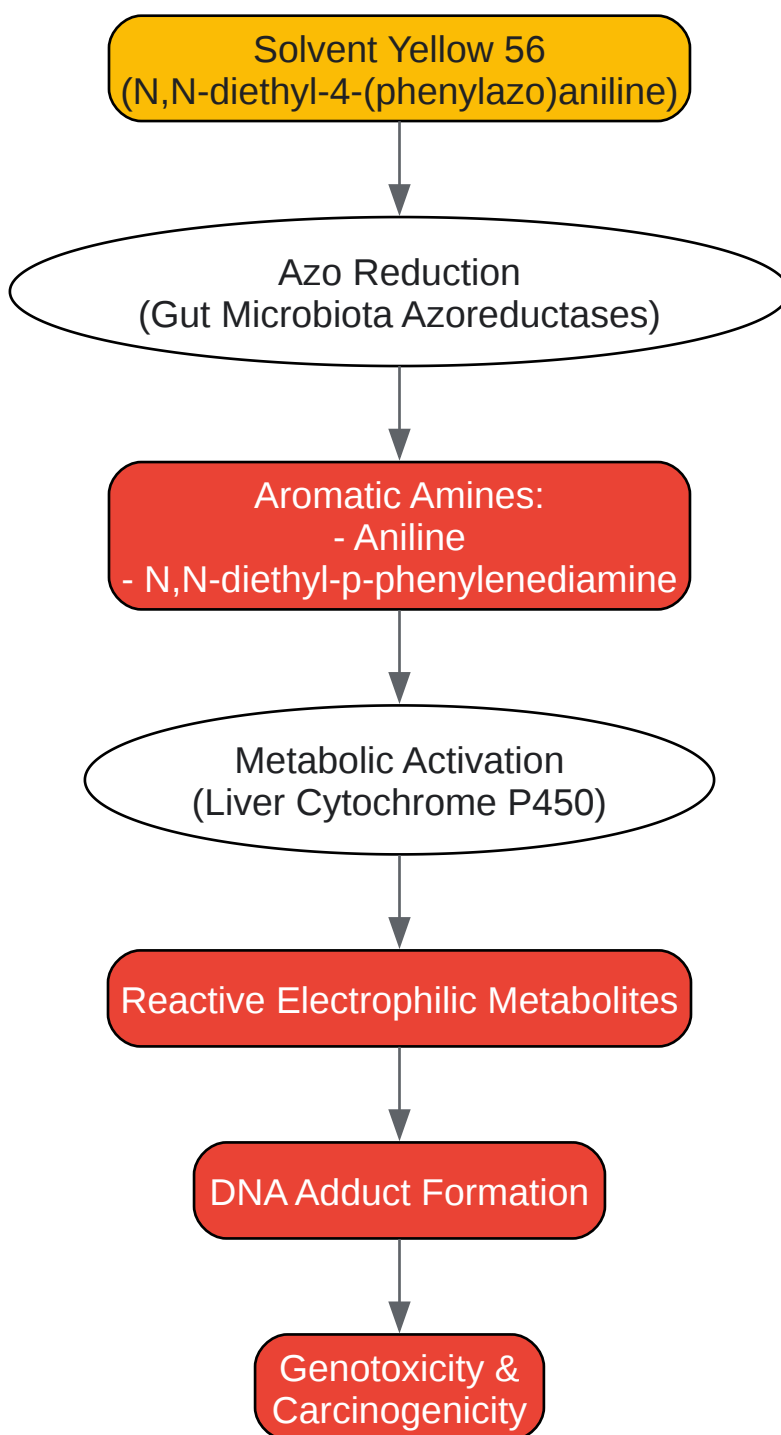 Solvent Yellow 56
(N,N-diethyl-4-(phenylazo)aniline)
Azo Reduction
(Gut Microbiota Azoreductases)
Aromatic Amines:
- Aniline
- N,N-diethyl-p-phenylenediamine
Metabolic Activation
(Liver Cytochrome P450)
Reactive Electrophilic Metabolites
DNA Adduct Formation
Genotoxicity &
Carcinogenicity